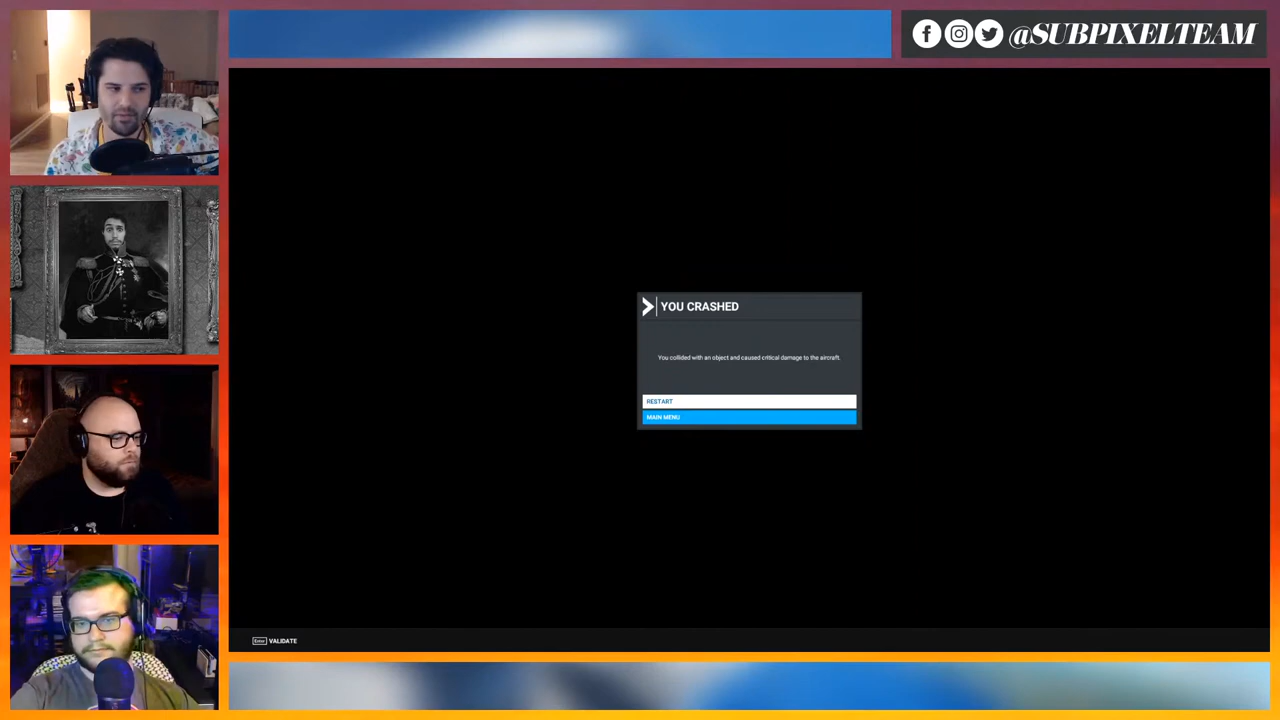 @SUBPIXELTEAM
YOU CRASHED
You collided with an object and caused critical damage to the aircraft.
RESTART
MAIN MENU
Enter VALIDATE